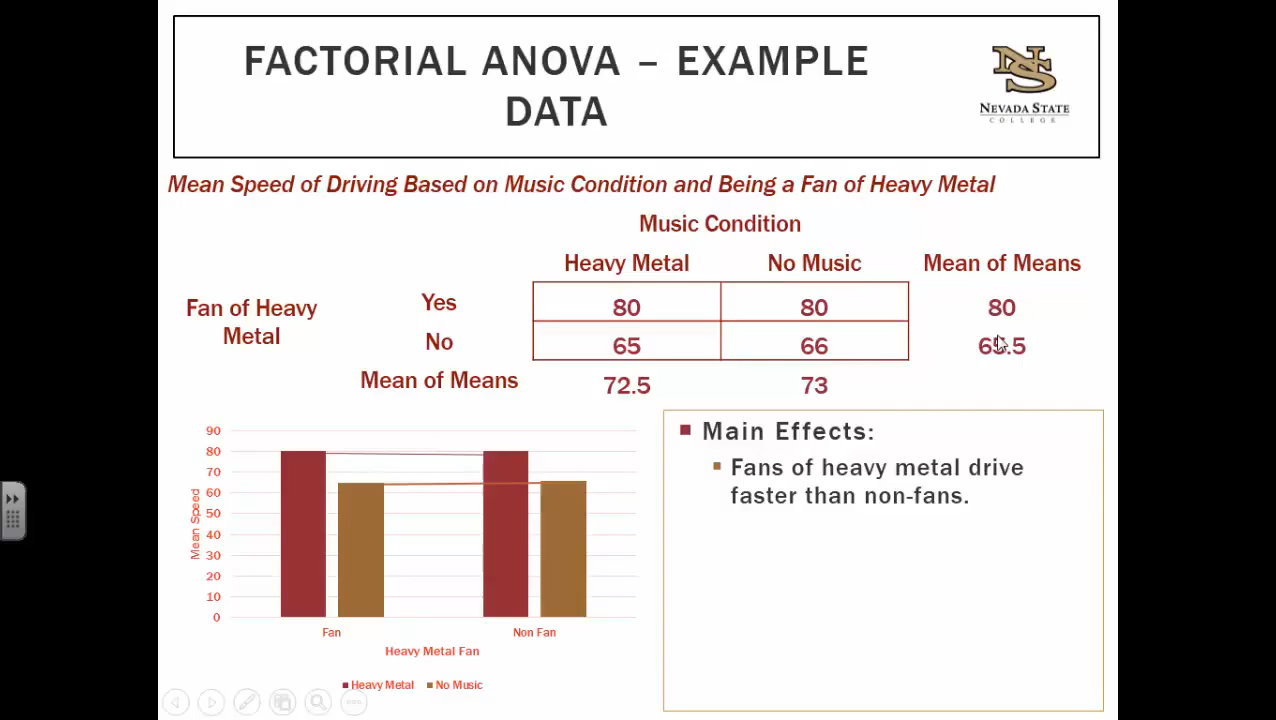 FACTORIAL ANOVA – EXAMPLE
DATA
NEVADA STATE
COLLEGE
Mean Speed of Driving Based on Music Condition and Being a Fan of Heavy Metal
Music Condition
Heavy Metal No Music Mean of Means
Fan of Heavy
Metal
Yes 80 80 80
No 65 66
Mean of Means 72.5 73
90
80
70
60
50
40
30
20
10
0
Mean Speed
Fan Non Fan
Heavy Metal Fan
Heavy Metal No Music
Main Effects:
Fans of heavy metal drive
faster than non-fans.